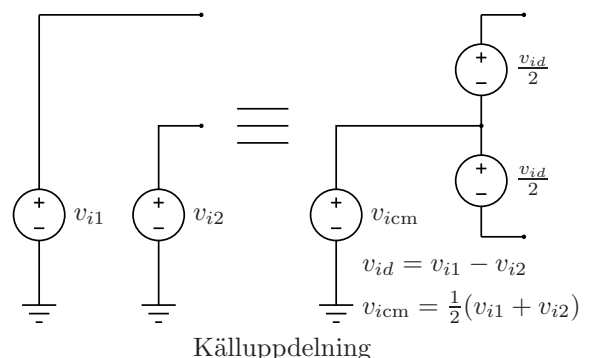 +
v_{id}/2
−
+
v_{id}/2
−
+
v_{i1}
−
+
v_{i2}
−
+
v_{icm}
−
v_{id} = v_{i1} − v_{i2}
v_{icm} = \frac{1}{2}(v_{i1} + v_{i2})
Källuppdelning